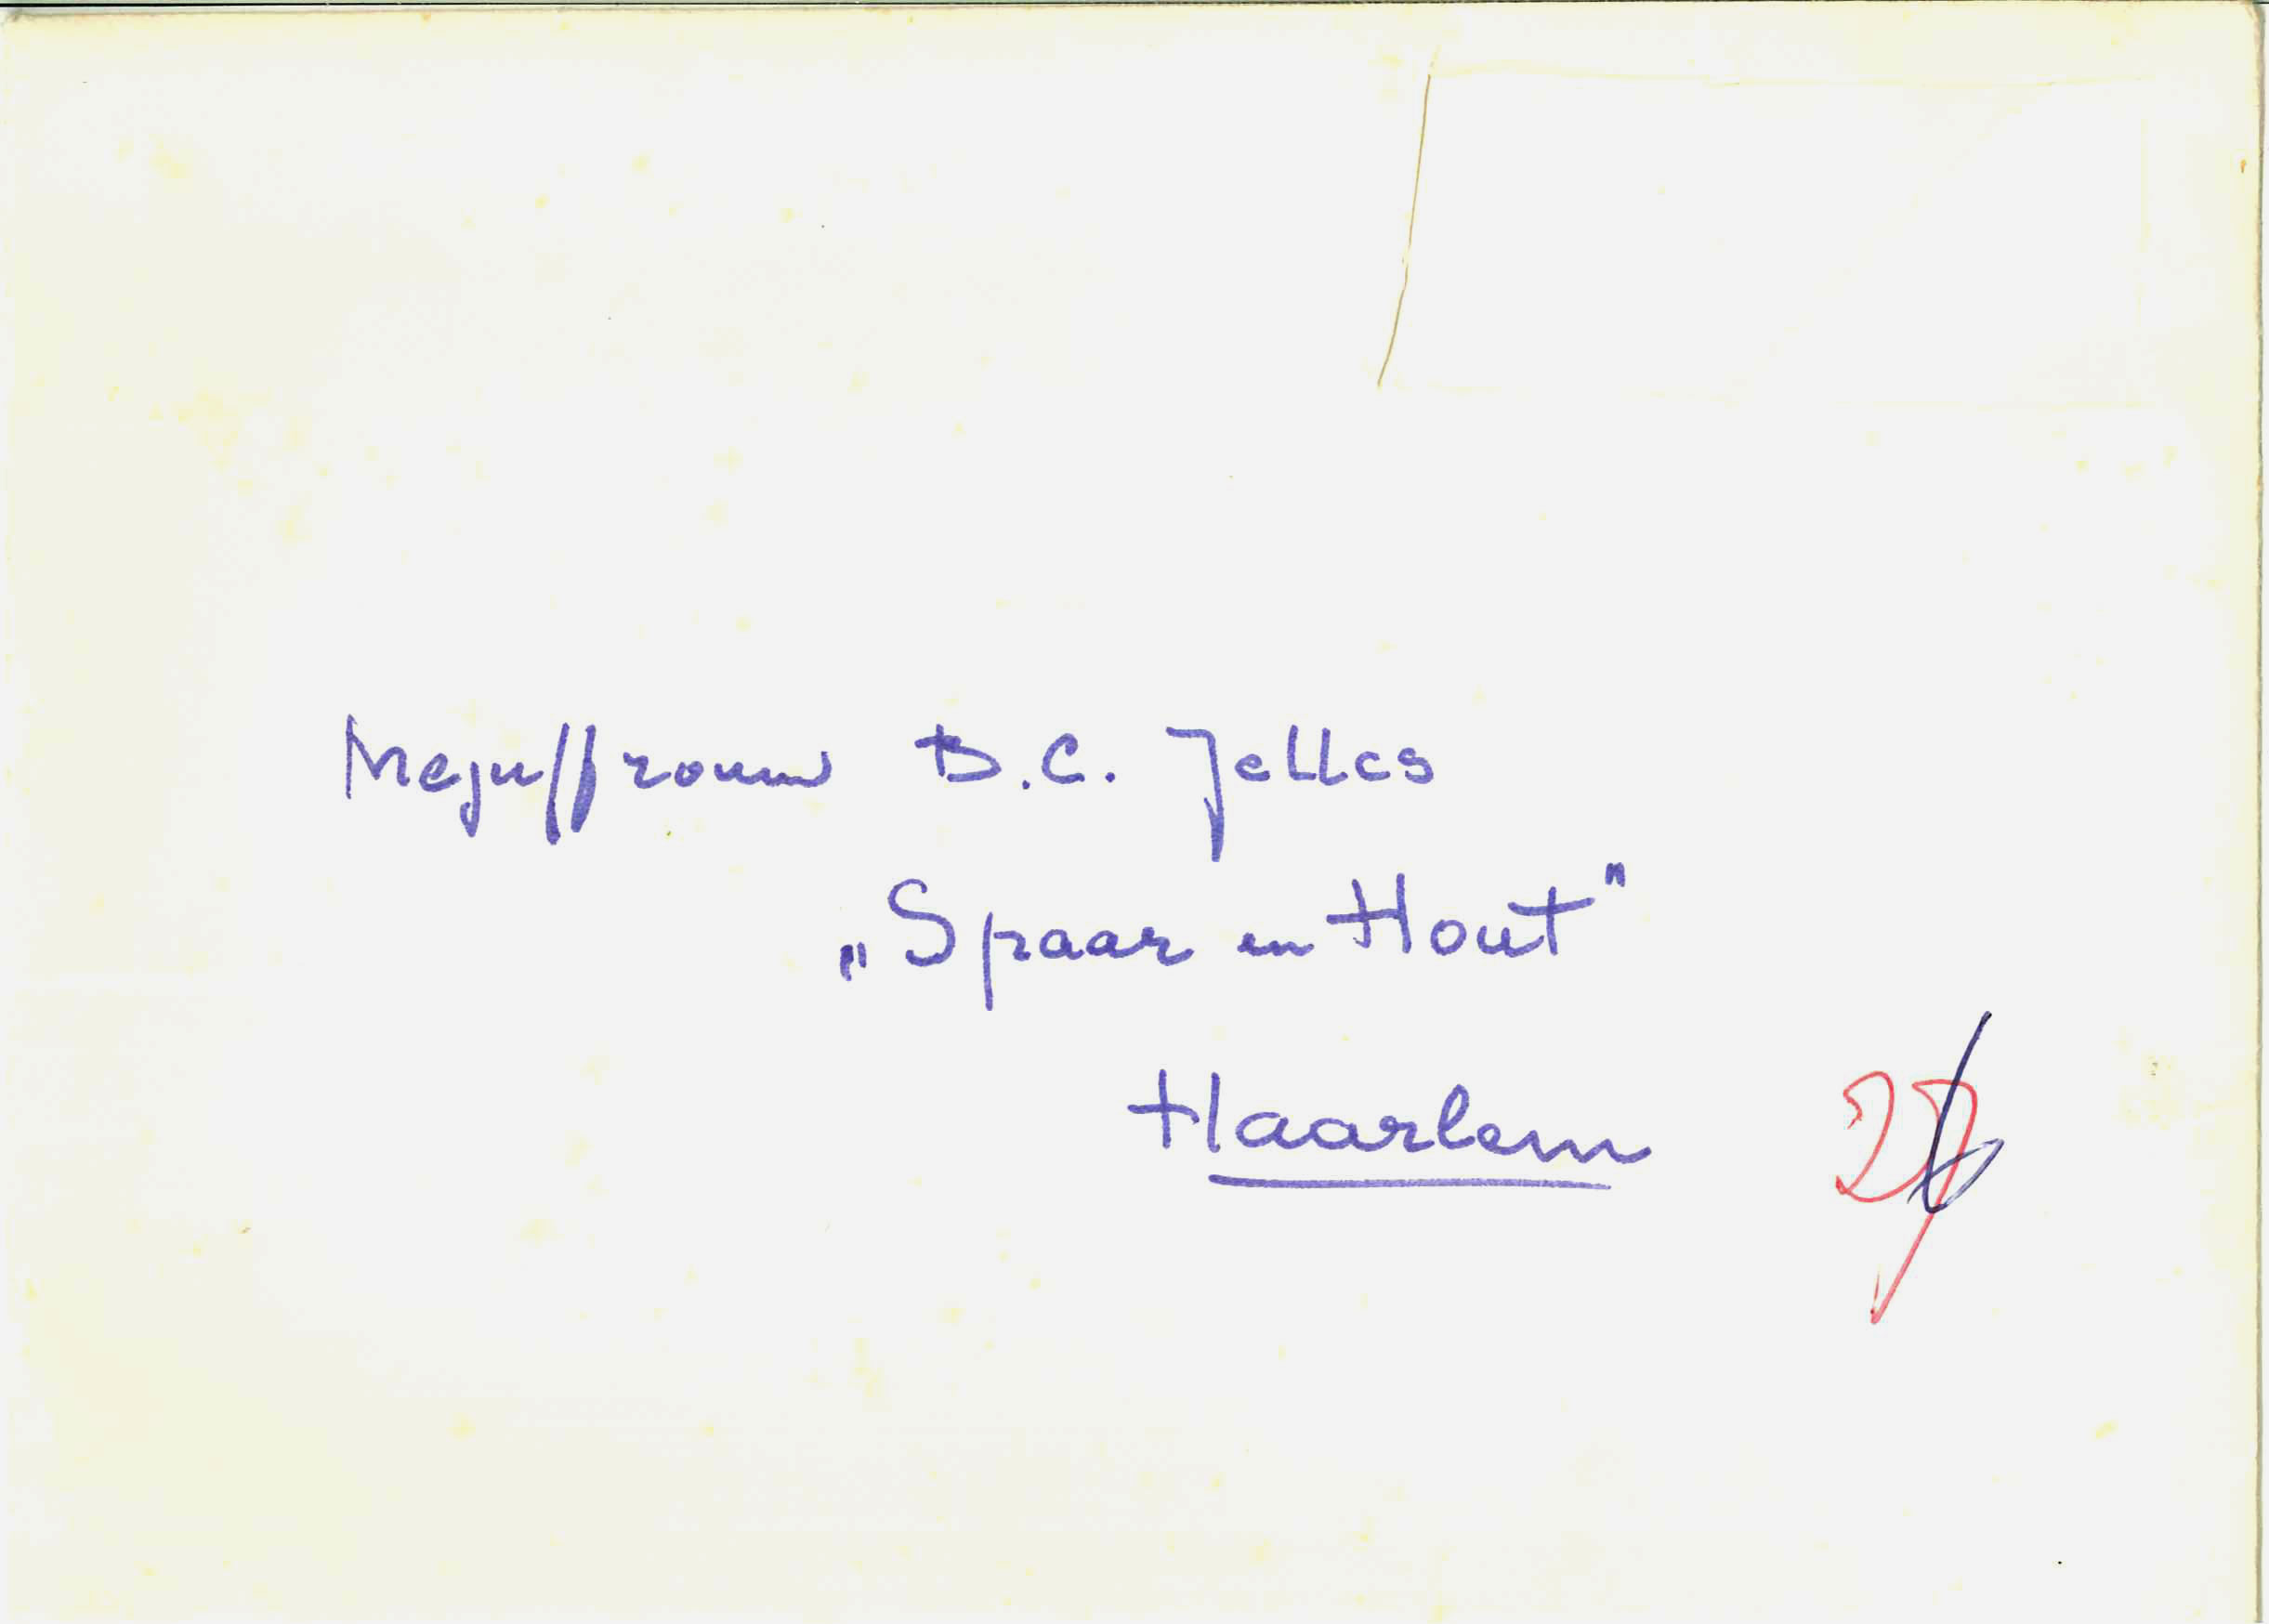 Mejuffrouw B.C. Jelles
„Spaar en Hout"
Haarlem